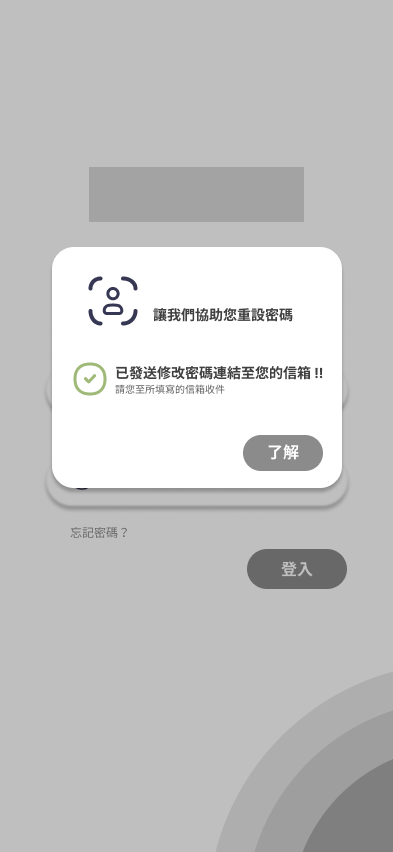 讓我們協助您重設密碼
已發送修改密碼連結至您的信箱 !!
請您至所填寫的信箱收件
了解
忘記密碼？
登入